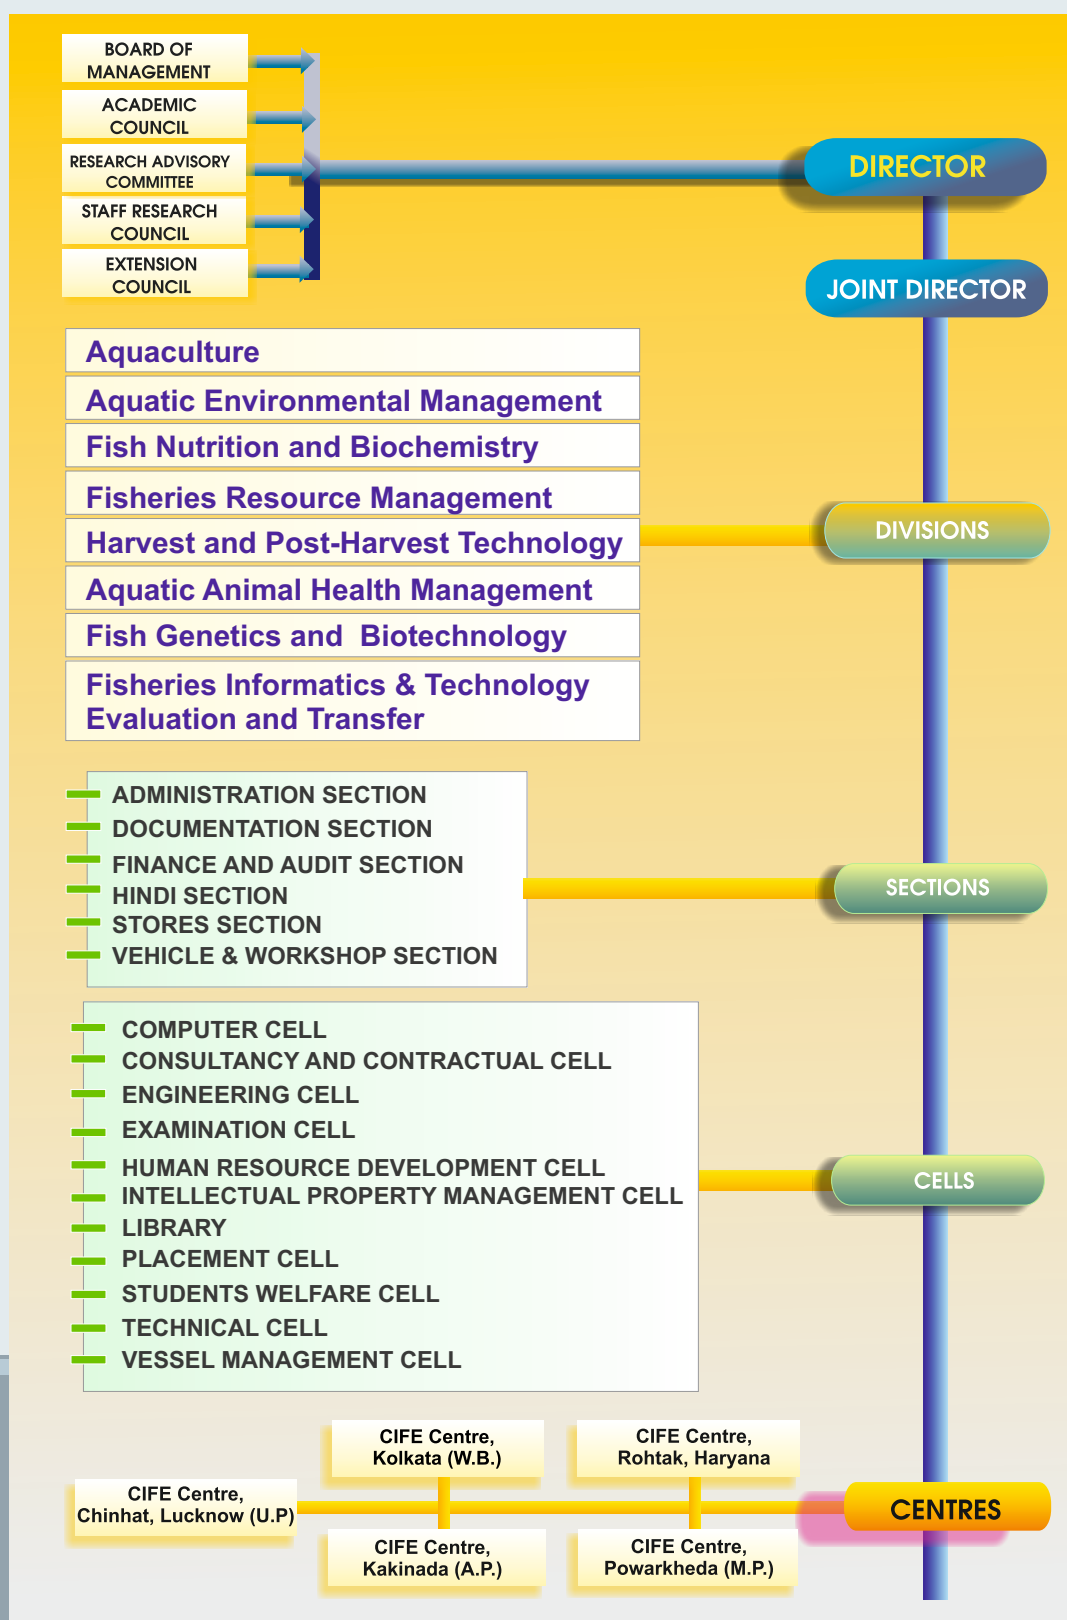 BOARD OF
MANAGEMENT
ACADEMIC
COUNCIL
RESEARCH ADVISORY
COMMITTEE
STAFF RESEARCH
COUNCIL
EXTENSION
COUNCIL
DIRECTOR
JOINT DIRECTOR
Aquaculture
Aquatic Environmental Management
Fish Nutrition and Biochemistry
Fisheries Resource Management
Harvest and Post-Harvest Technology
Aquatic Animal Health Management
Fish Genetics and Biotechnology
Fisheries Informatics & Technology
Evaluation and Transfer
DIVISIONS
ADMINISTRATION SECTION
DOCUMENTATION SECTION
FINANCE AND AUDIT SECTION
HINDI SECTION
STORES SECTION
VEHICLE & WORKSHOP SECTION
SECTIONS
COMPUTER CELL
CONSULTANCY AND CONTRACTUAL CELL
ENGINEERING CELL
EXAMINATION CELL
HUMAN RESOURCE DEVELOPMENT CELL
INTELLECTUAL PROPERTY MANAGEMENT CELL
LIBRARY
PLACEMENT CELL
STUDENTS WELFARE CELL
TECHNICAL CELL
VESSEL MANAGEMENT CELL
CELLS
CIFE Centre,
Kolkata (W.B.)
CIFE Centre,
Rohtak, Haryana
CIFE Centre,
Chinhat, Lucknow (U.P)
CENTRES
CIFE Centre,
Kakinada (A.P.)
CIFE Centre,
Powarkheda (M.P.)